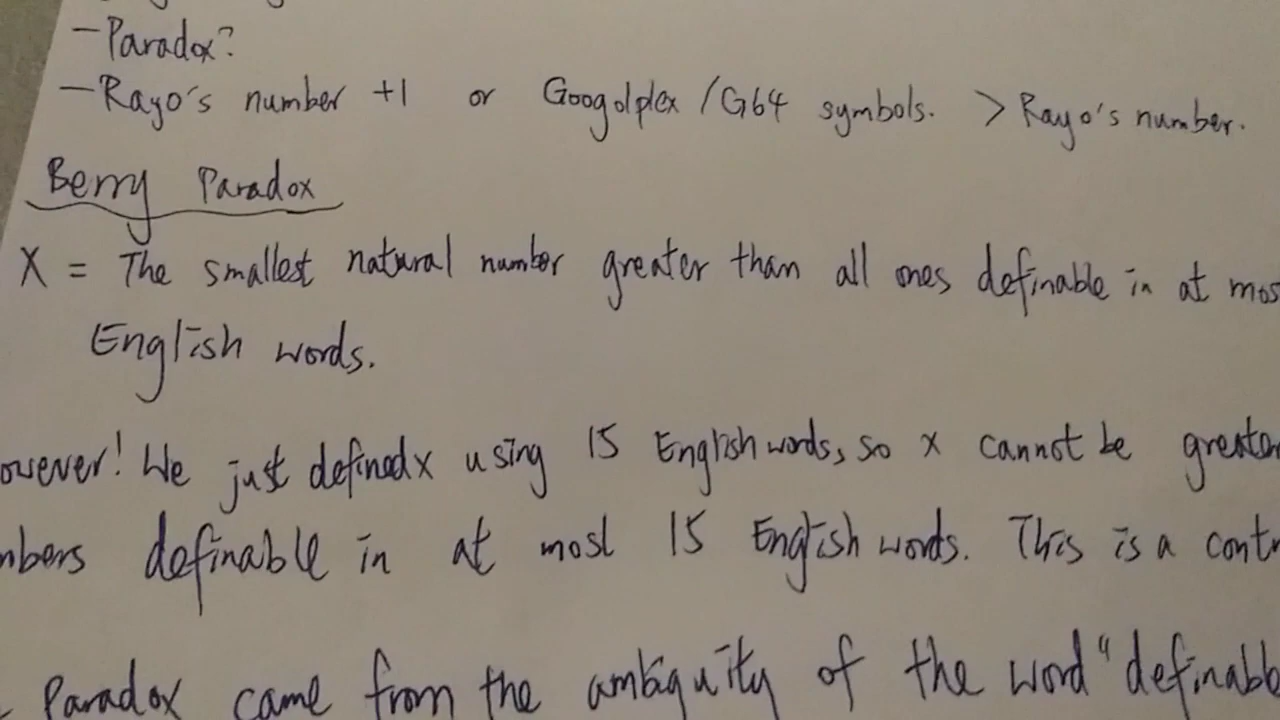 -Paradox?
-Rayo's number +1 or Googolplex/G64 symbols. > Rayo's number.
Berry Paradox
X = The smallest natural number greater than all ones definable in at mos
English words.
owever! We just defined x using 15 English words, so x cannot be greater
mbers definable in at most 15 English words. This is a contr
Paradox came from the ambiguity of the word "definabl